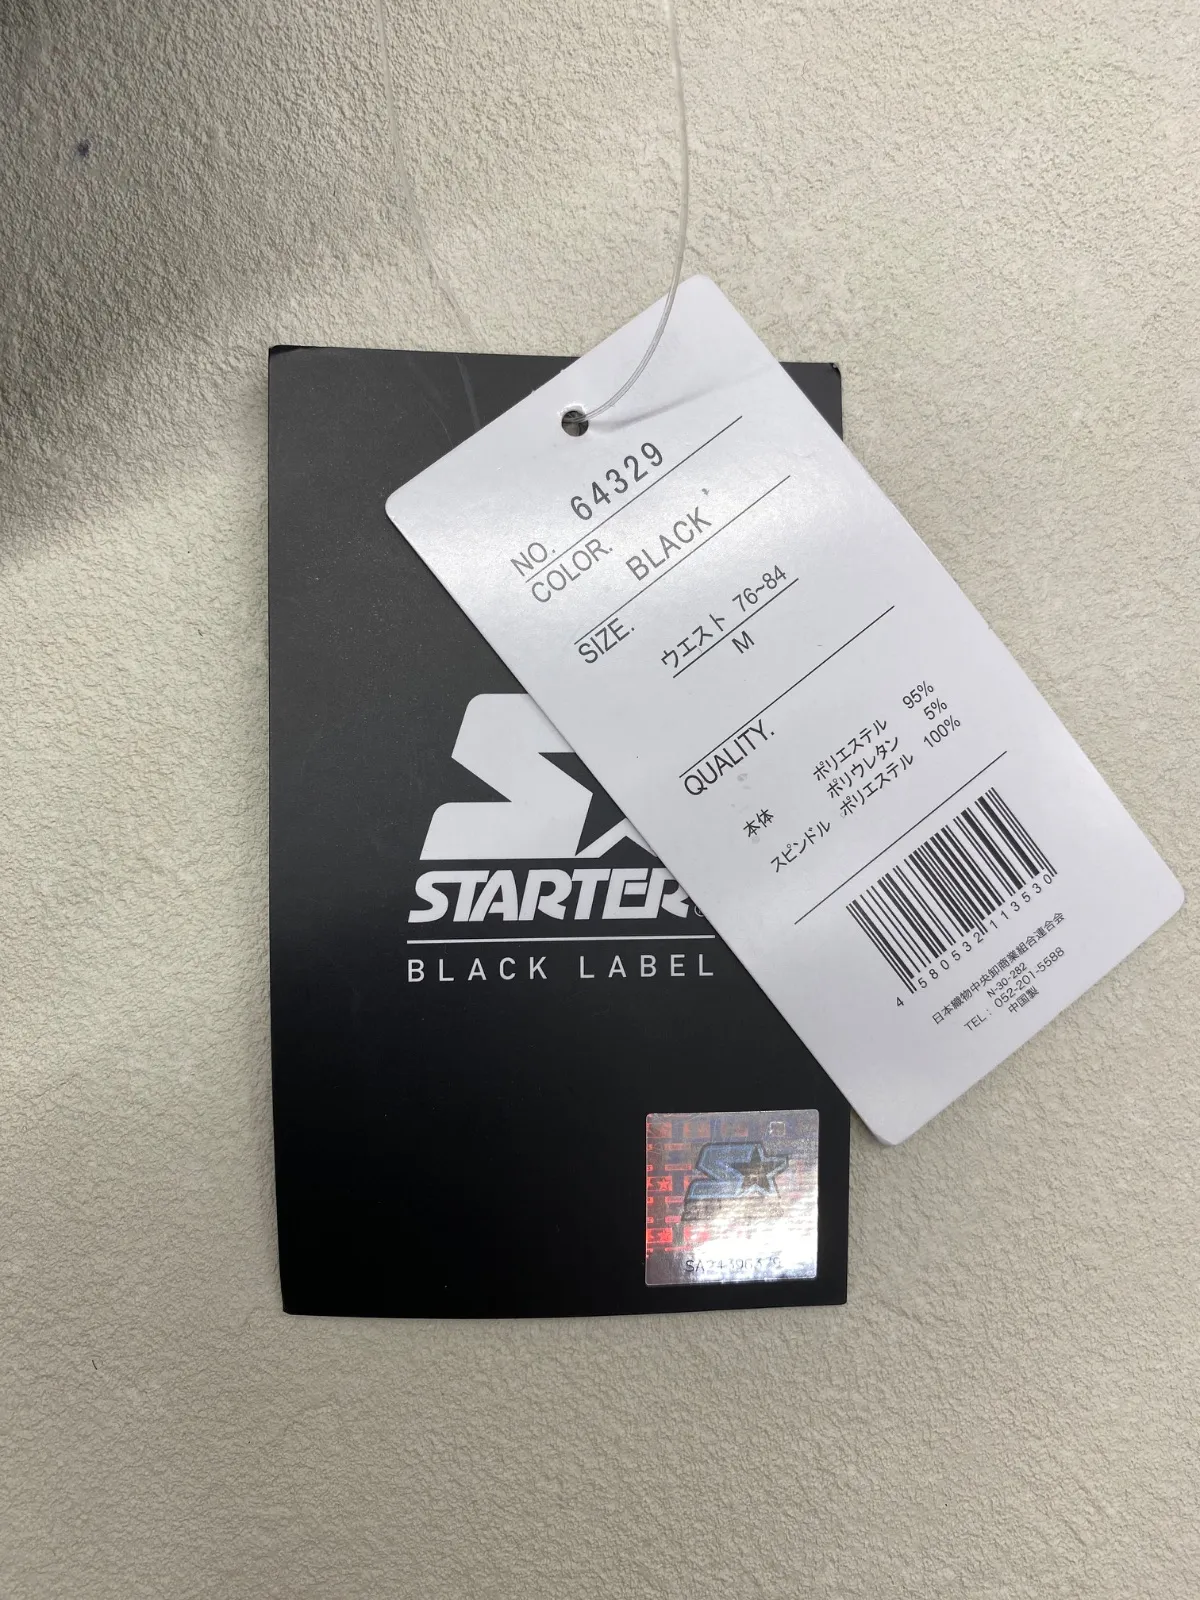 NO. 64329
COLOR. BLACK
SIZE. ウエスト 76~84
M
QUALITY.
本体 ポリエステル 95%
ポリウレタン 5%
スピンドル ポリエステル 100%
4 580532 113530
日本織物中央卸商業組合連合会
N-30-282
TEL: 052-201-5588
中国製
STARTER
BLACK LABEL